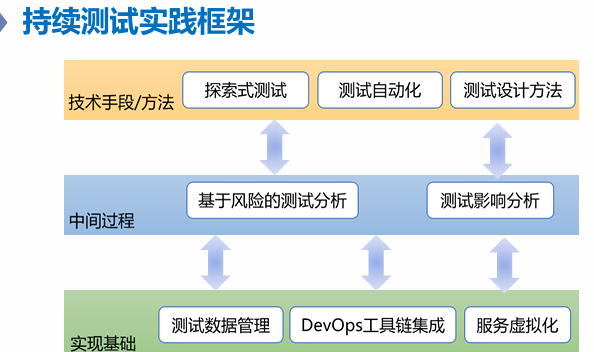 持续测试实践框架
技术手段/方法
探索式测试
测试自动化
测试设计方法
中间过程
基于风险的测试分析
测试影响分析
实现基础
测试数据管理
DevOps工具链集成
服务虚拟化